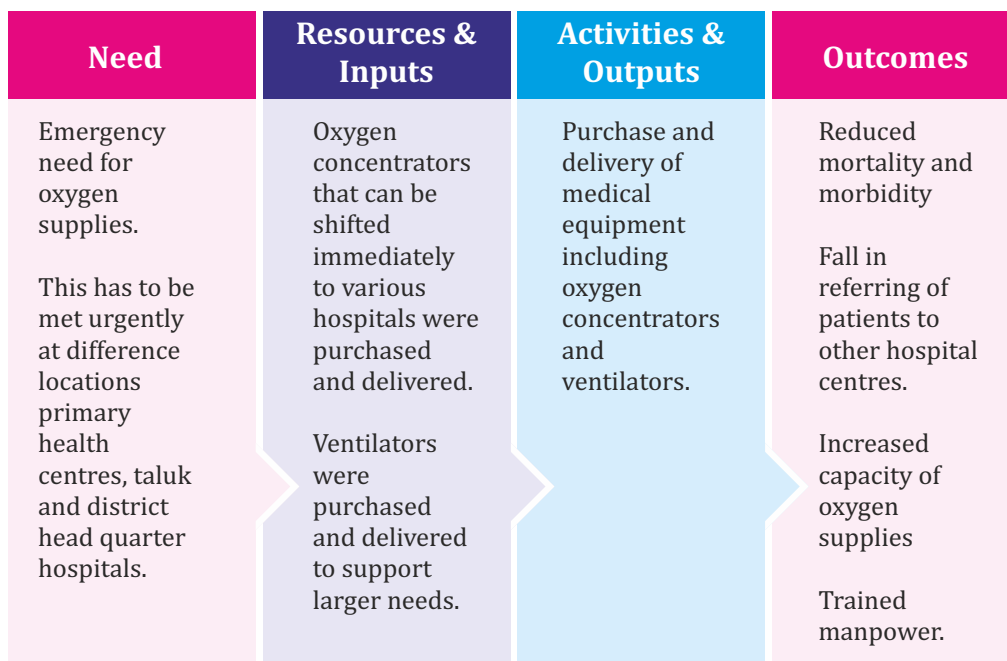 Need
Emergency
need for
oxygen
supplies.
This has to be
met urgently
at difference
locations
primary
health
centres, taluk
and district
head quarter
hospitals.
Resources &
Inputs
Oxygen
concentrators
that can be
shifted
immediately
to various
hospitals were
purchased
and delivered.
Ventilators
were
purchased
and delivered
to support
larger needs.
Activities &
Outputs
Purchase and
delivery of
medical
equipment
including
oxygen
concentrators
and
ventilators.
Outcomes
Reduced
mortality and
morbidity
Fall in
referring of
patients to
other hospital
centres.
Increased
capacity of
oxygen
supplies
Trained
manpower.